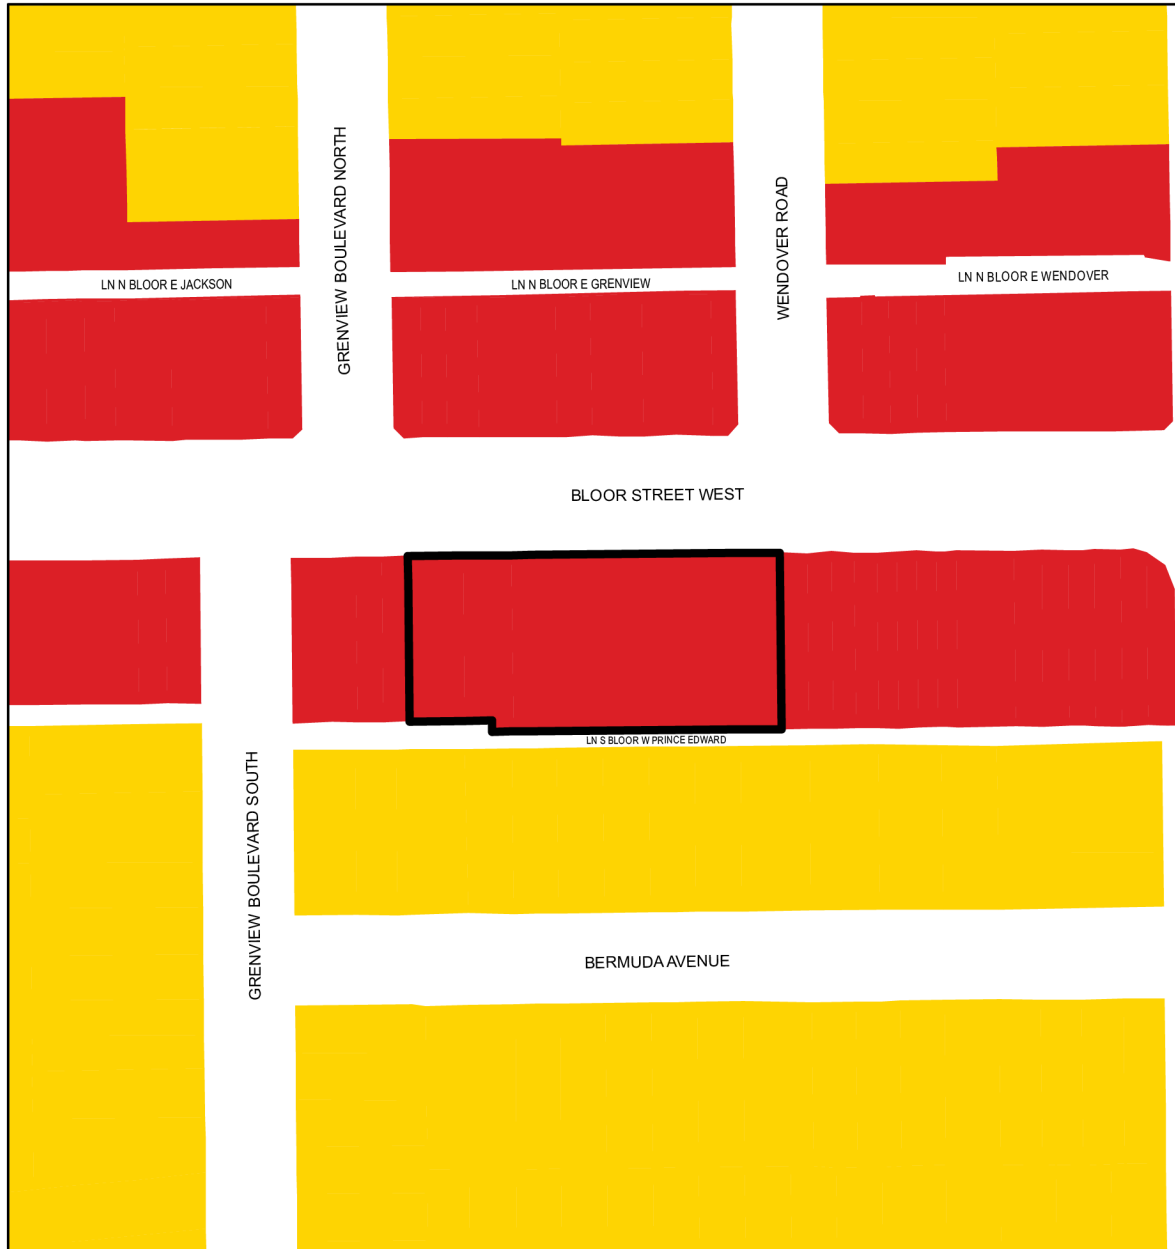 GRENVIEW BOULEVARD NORTH
WENDOVER ROAD
LN N BLOOR E JACKSON
LN N BLOOR E GRENVIEW
LN N BLOOR E WENDOVER
BLOOR STREET WEST
LN S BLOOR W PRINCE EDWARD
GRENVIEW BOULEVARD SOUTH
BERMUDA AVENUE